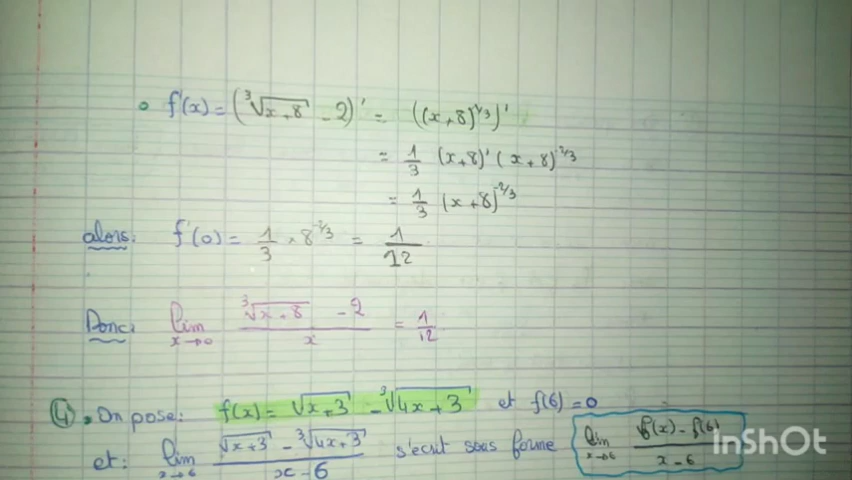 f'(x) = (∛(x+8) - 2)' = ((x+8)^1/3)'
= 1/3 (x+8)' (x+8)^-2/3
= 1/3 (x+8)^-2/3
alors: f'(0) = 1/3 × 8^-2/3 = 1/12
Donc: lim x→0 (∛(x+8) - 2)/x = 1/12
④ • On pose: f(x) = √(x+3) - ∛(4x+3) et f(6) = 0
et: lim x→6 (√(x+3) - ∛(4x+3))/(x-6) s'écrit sous forme lim x→6 (f(x) - f(6))/(x-6)
InShOt